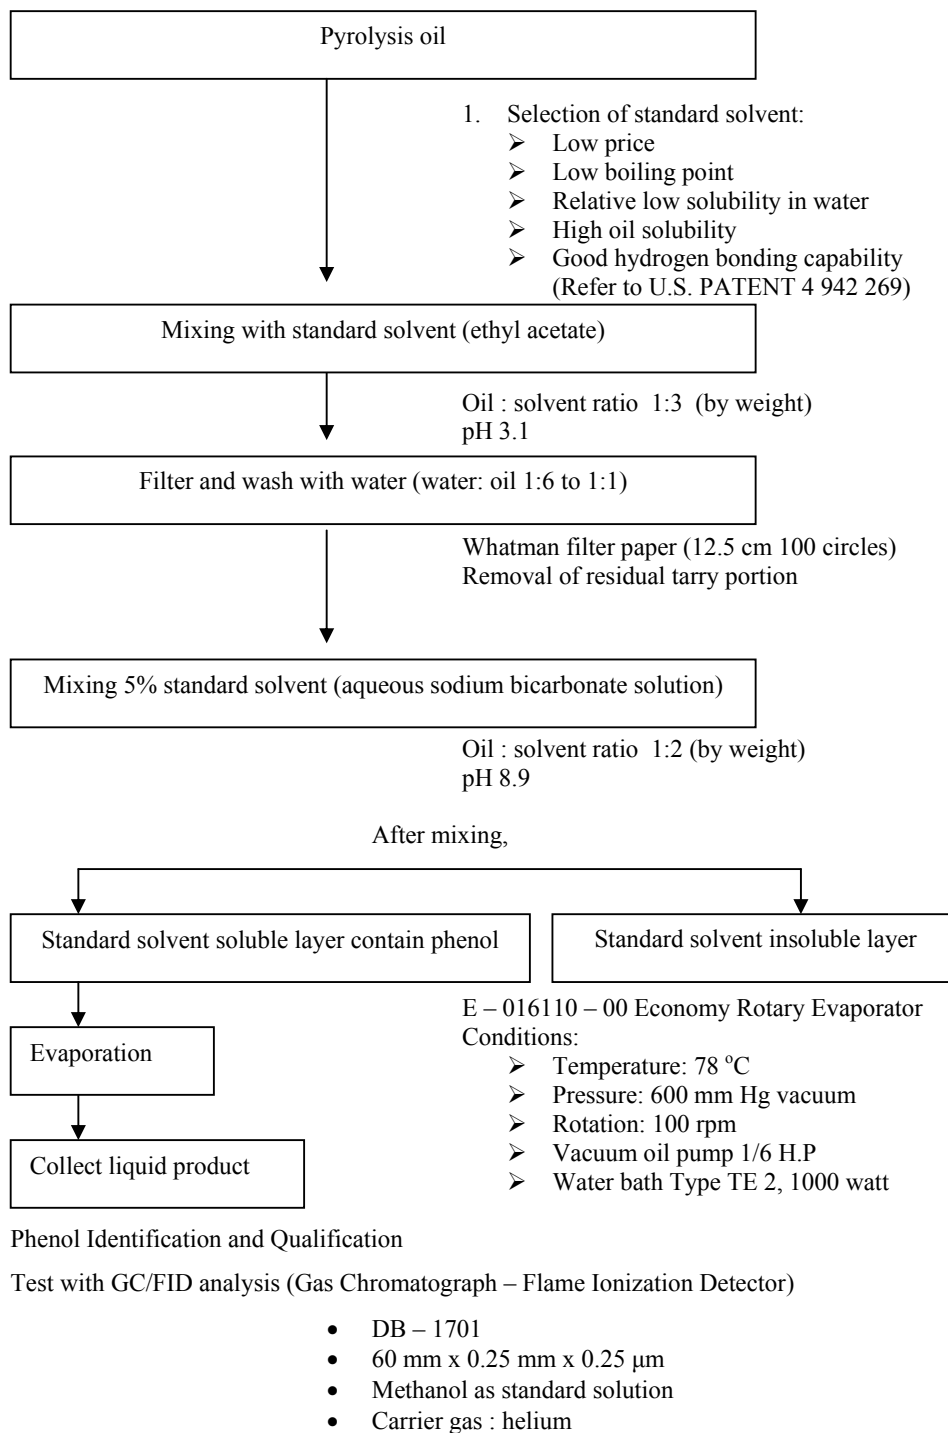 Pyrolysis oil
1. Selection of standard solvent:
➢ Low price
➢ Low boiling point
➢ Relative low solubility in water
➢ High oil solubility
➢ Good hydrogen bonding capability
(Refer to U.S. PATENT 4 942 269)
Mixing with standard solvent (ethyl acetate)
Oil : solvent ratio 1:3 (by weight)
pH 3.1
Filter and wash with water (water: oil 1:6 to 1:1)
Whatman filter paper (12.5 cm 100 circles)
Removal of residual tarry portion
Mixing 5% standard solvent (aqueous sodium bicarbonate solution)
Oil : solvent ratio 1:2 (by weight)
pH 8.9
After mixing,
Standard solvent soluble layer contain phenol
Standard solvent insoluble layer
Evaporation
Collect liquid product
E – 016110 – 00 Economy Rotary Evaporator
Conditions:
➢ Temperature: 78 °C
➢ Pressure: 600 mm Hg vacuum
➢ Rotation: 100 rpm
➢ Vacuum oil pump 1/6 H.P
➢ Water bath Type TE 2, 1000 watt
Phenol Identification and Qualification
Test with GC/FID analysis (Gas Chromatograph – Flame Ionization Detector)
• DB – 1701
• 60 mm x 0.25 mm x 0.25 μm
• Methanol as standard solution
• Carrier gas : helium